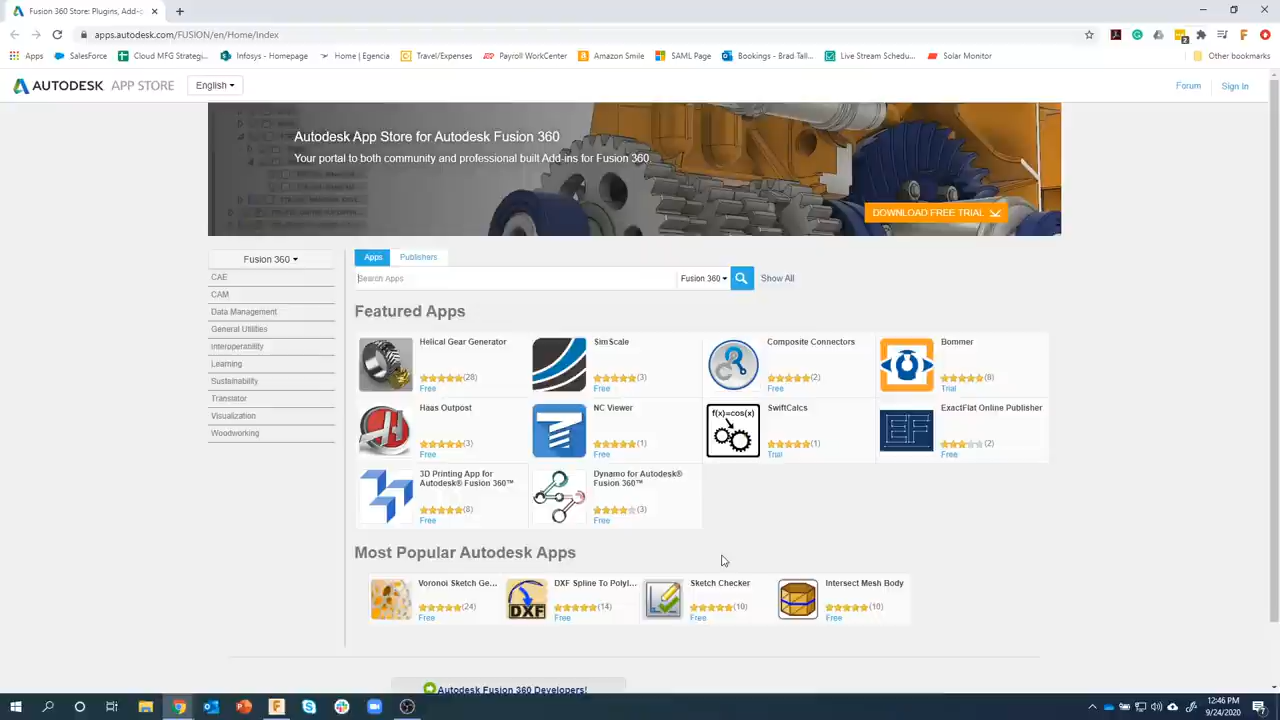 Fusion 360 Store: Plugins, Add-o
apps.autodesk.com/FUSION/en/Home/Index
Apps
SalesForce
Cloud MFG Strategi...
Infosys - Homepage
Home | Egencia
Travel/Expenses
Payroll WorkCenter
Amazon Smile
SAML Page
Bookings - Brad Tall...
Live Stream Schedu...
Solar Monitor
Other bookmarks
AUTODESK APP STORE
English
Forum
Sign In
Autodesk App Store for Autodesk Fusion 360
Your portal to both community and professional built Add-ins for Fusion 360.
DOWNLOAD FREE TRIAL
Fusion 360
CAE
CAM
Data Management
General Utilities
Interoperability
Learning
Sustainability
Translator
Visualization
Woodworking
Apps
Publishers
Search Apps
Fusion 360
Show All
Featured Apps
Helical Gear Generator
(28)
Free
SimScale
(3)
Free
Composite Connectors
(2)
Free
Bommer
(8)
Trial
Haas Outpost
(3)
Free
NC Viewer
(1)
Free
f(x)=cos(x)
SwiftCalcs
(1)
Trial
EF
ExactFlat Online Publisher
(2)
Free
3D Printing App for
Autodesk® Fusion 360™
(8)
Free
Dynamo for Autodesk®
Fusion 360™
(3)
Free
Most Popular Autodesk Apps
Voronoi Sketch Ge...
(24)
Free
DXF
DXF Spline To Polyl...
(14)
Free
Sketch Checker
(10)
Free
Intersect Mesh Body
(10)
Free
Autodesk Fusion 360 Developers!
12:46 PM
9/24/2020